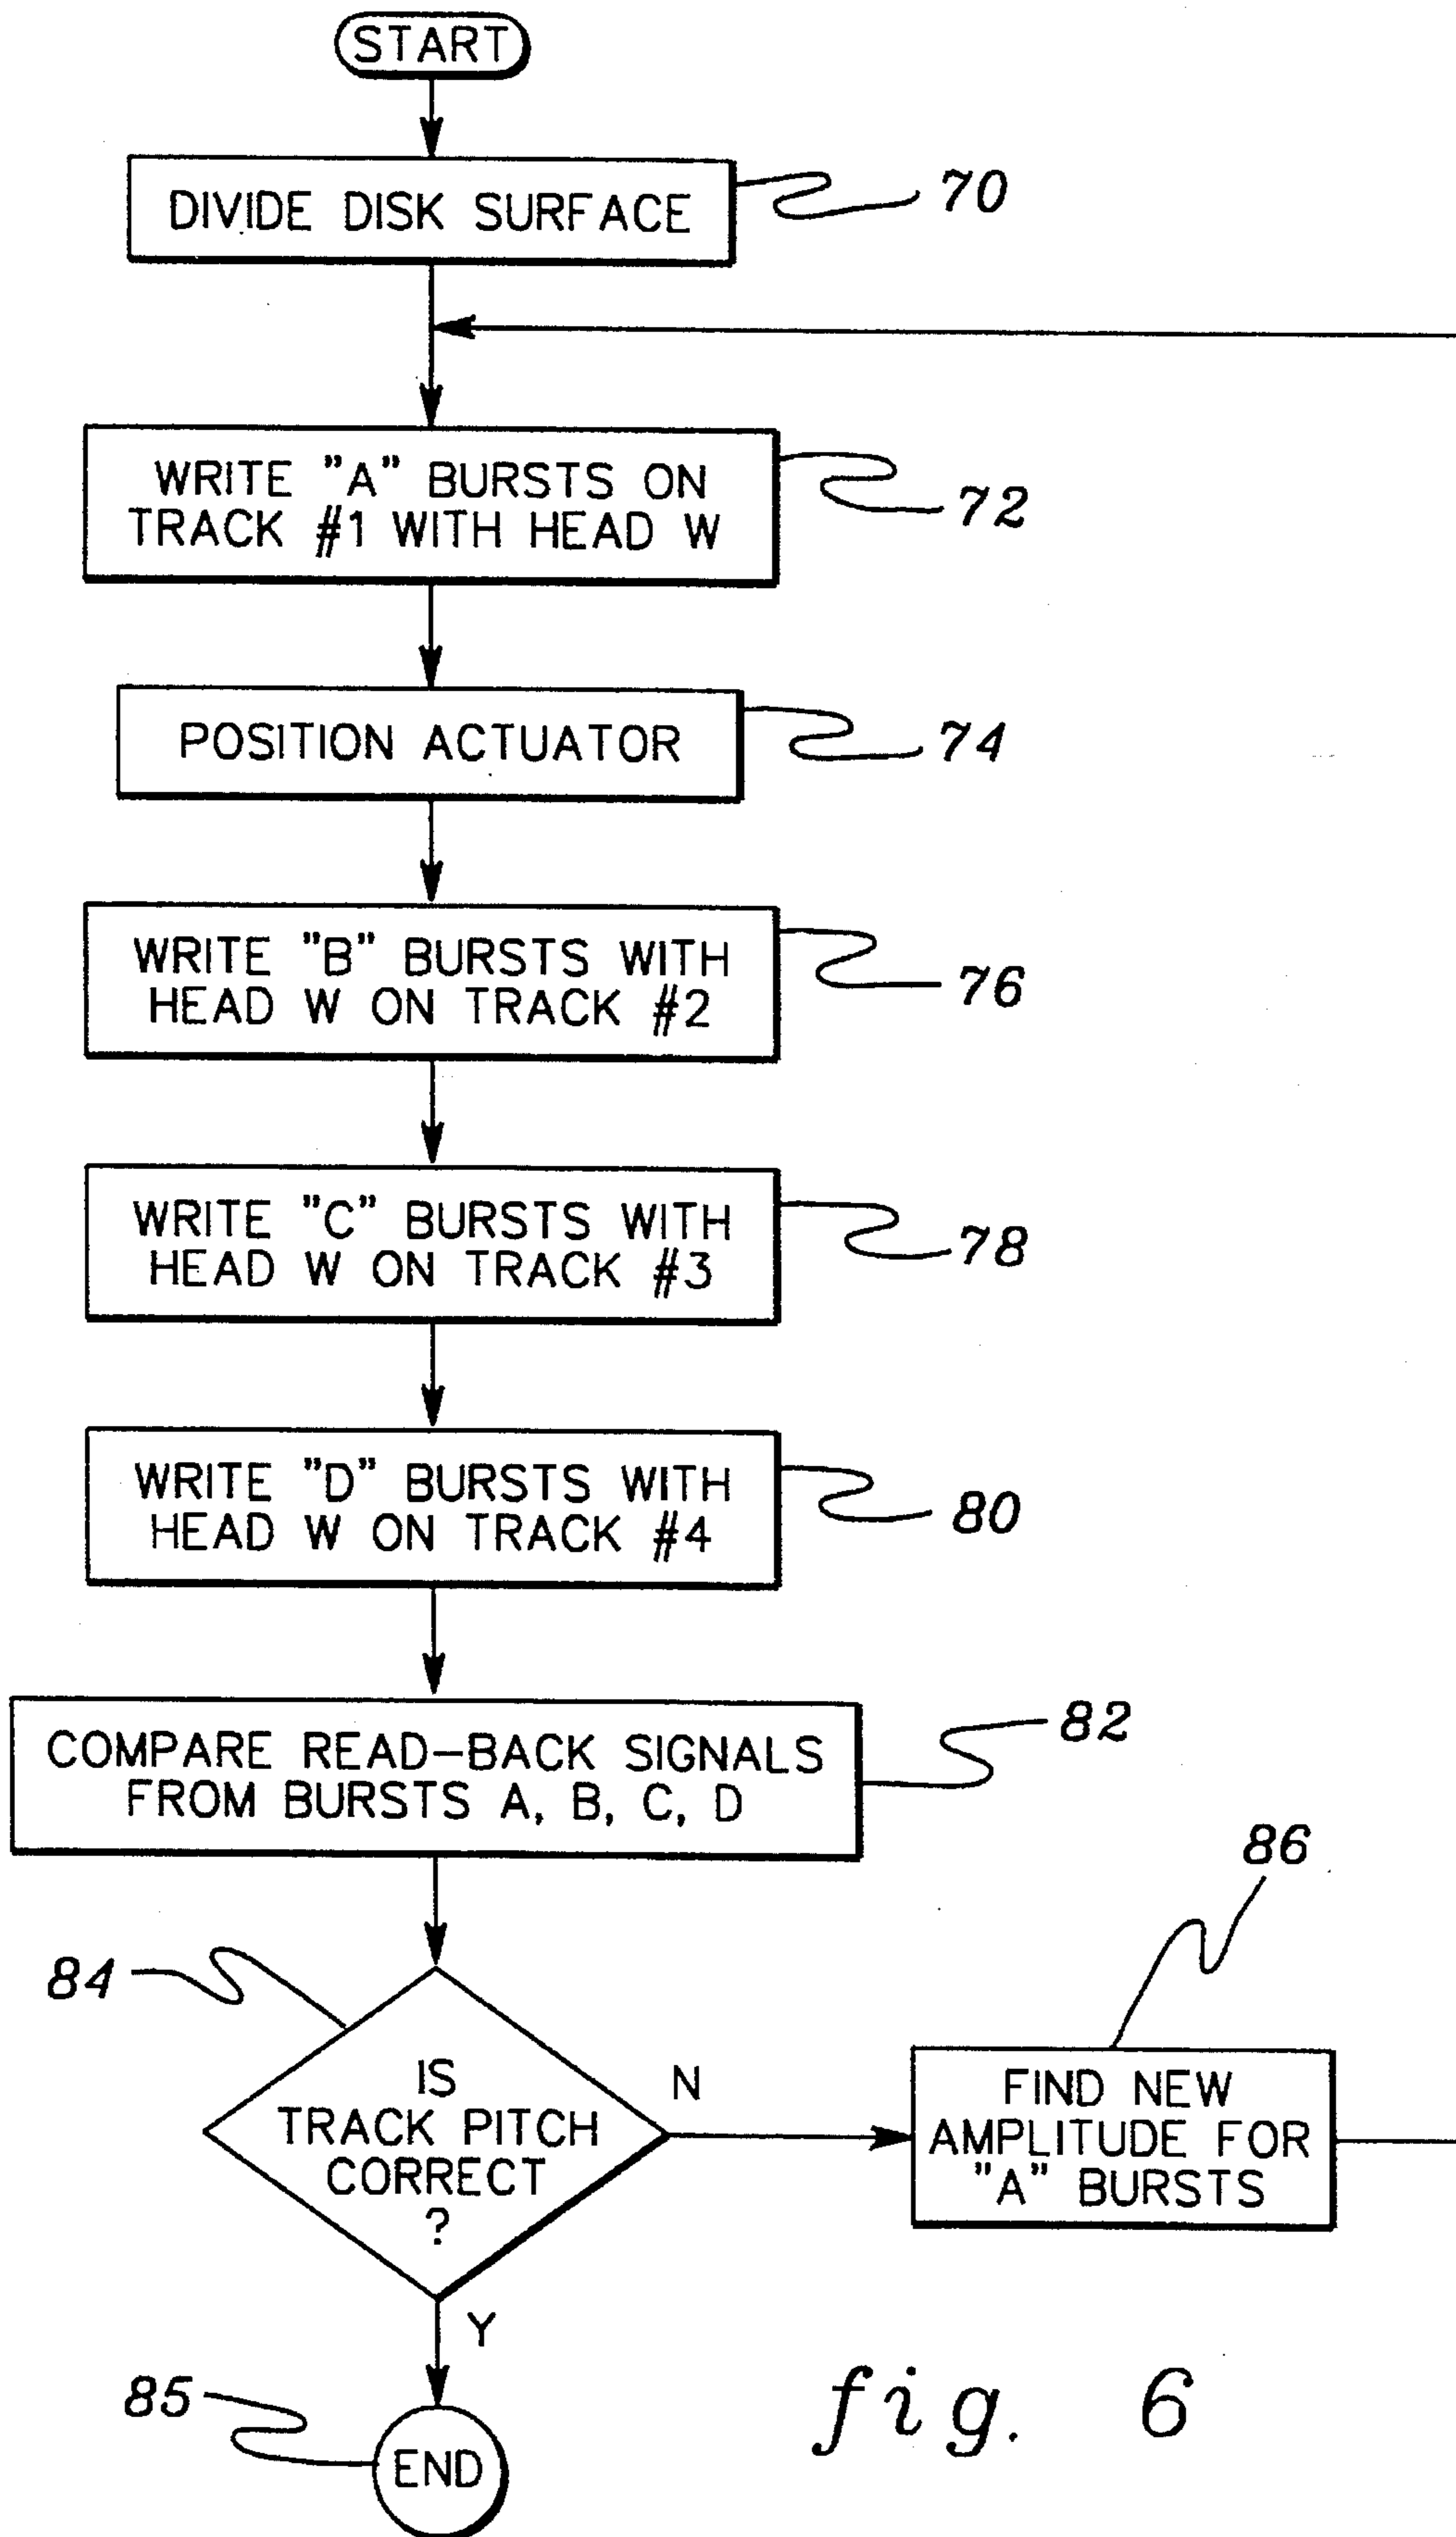 START
DIVIDE DISK SURFACE
70
WRITE "A" BURSTS ON
TRACK #1 WITH HEAD W
72
POSITION ACTUATOR
74
WRITE "B" BURSTS WITH
HEAD W ON TRACK #2
76
WRITE "C" BURSTS WITH
HEAD W ON TRACK #3
78
WRITE "D" BURSTS WITH
HEAD W ON TRACK #4
80
COMPARE READ-BACK SIGNALS
FROM BURSTS A, B, C, D
82
84
IS
TRACK PITCH
CORRECT
?
N
86
FIND NEW
AMPLITUDE FOR
"A" BURSTS
Y
85
END
fig. 6